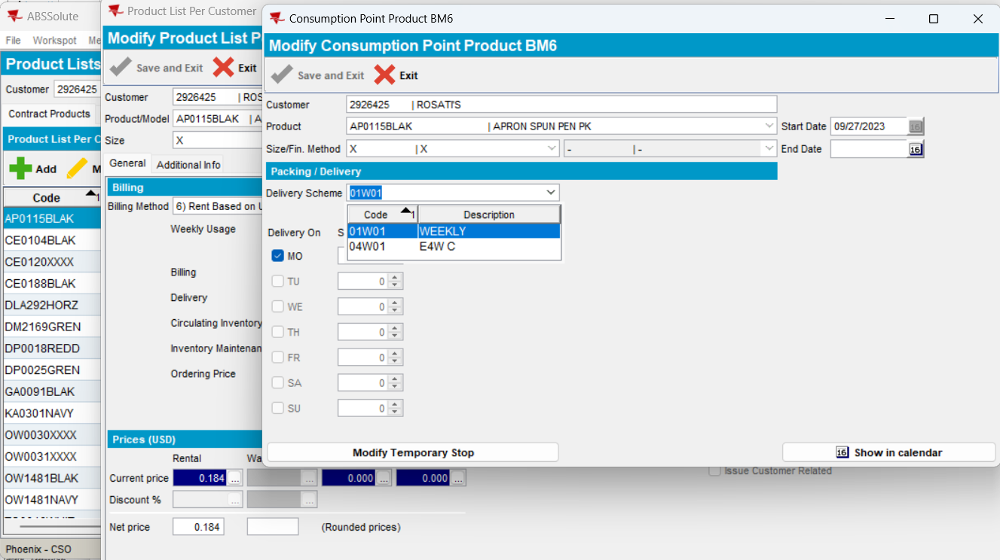 ABSSolute
File Workspot Me
Product Lists
Customer 2926425
Contract Products
Product List Per C
Add M
Code 1
AP0115BLAK
CE0104BLAK
CE0120XXXX
CE0188BLAK
DLA292HORZ
DM2169GREN
DP0018REDD
DP0025GREN
GA0091BLAK
KA0301NAVY
OW0030XXXX
OW0031XXXX
OW1481BLAK
OW1481NAVY
Phoenix - CSO
Product List Per Customer
Modify Product List P
Save and Exit Exit
Customer 2926425 | ROS
Product/Model AP0115BLAK | A
Size X
General Additional Info
Billing
Billing Method 6) Rent Based on U
Weekly Usage
Billing
Delivery
Circulating Inventory
Inventory Maintenan
Ordering Price
Prices (USD)
Rental Wa
Current price 0.184 ... ... 0.000 ... 0.000 ...
Discount % ... ...
Net price 0.184 (Rounded prices)
Issue Customer Related
Consumption Point Product BM6
Modify Consumption Point Product BM6
Save and Exit Exit
Customer 2926425 | ROSATI'S
Product AP0115BLAK | APRON SPUN PEN PK Start Date 09/27/2023 16
Size/Fin. Method X | X - | - End Date 16
Packing / Delivery
Delivery Scheme 01W01
Code 1 Description
01W01 WEEKLY
04W01 E4W C
Delivery On S
MO
TU 0
WE 0
TH 0
FR 0
SA 0
SU 0
Modify Temporary Stop
16 Show in calendar